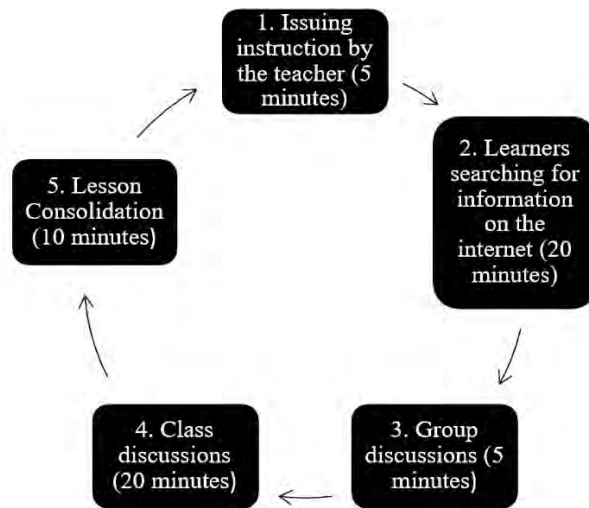 1. Issuing
instruction by
the teacher (5
minutes)
2. Learners
searching for
information
on the
internet (20
minutes)
3. Group
discussions (5
minutes)
4. Class
discussions
(20 minutes)
5. Lesson
Consolidation
(10 minutes)